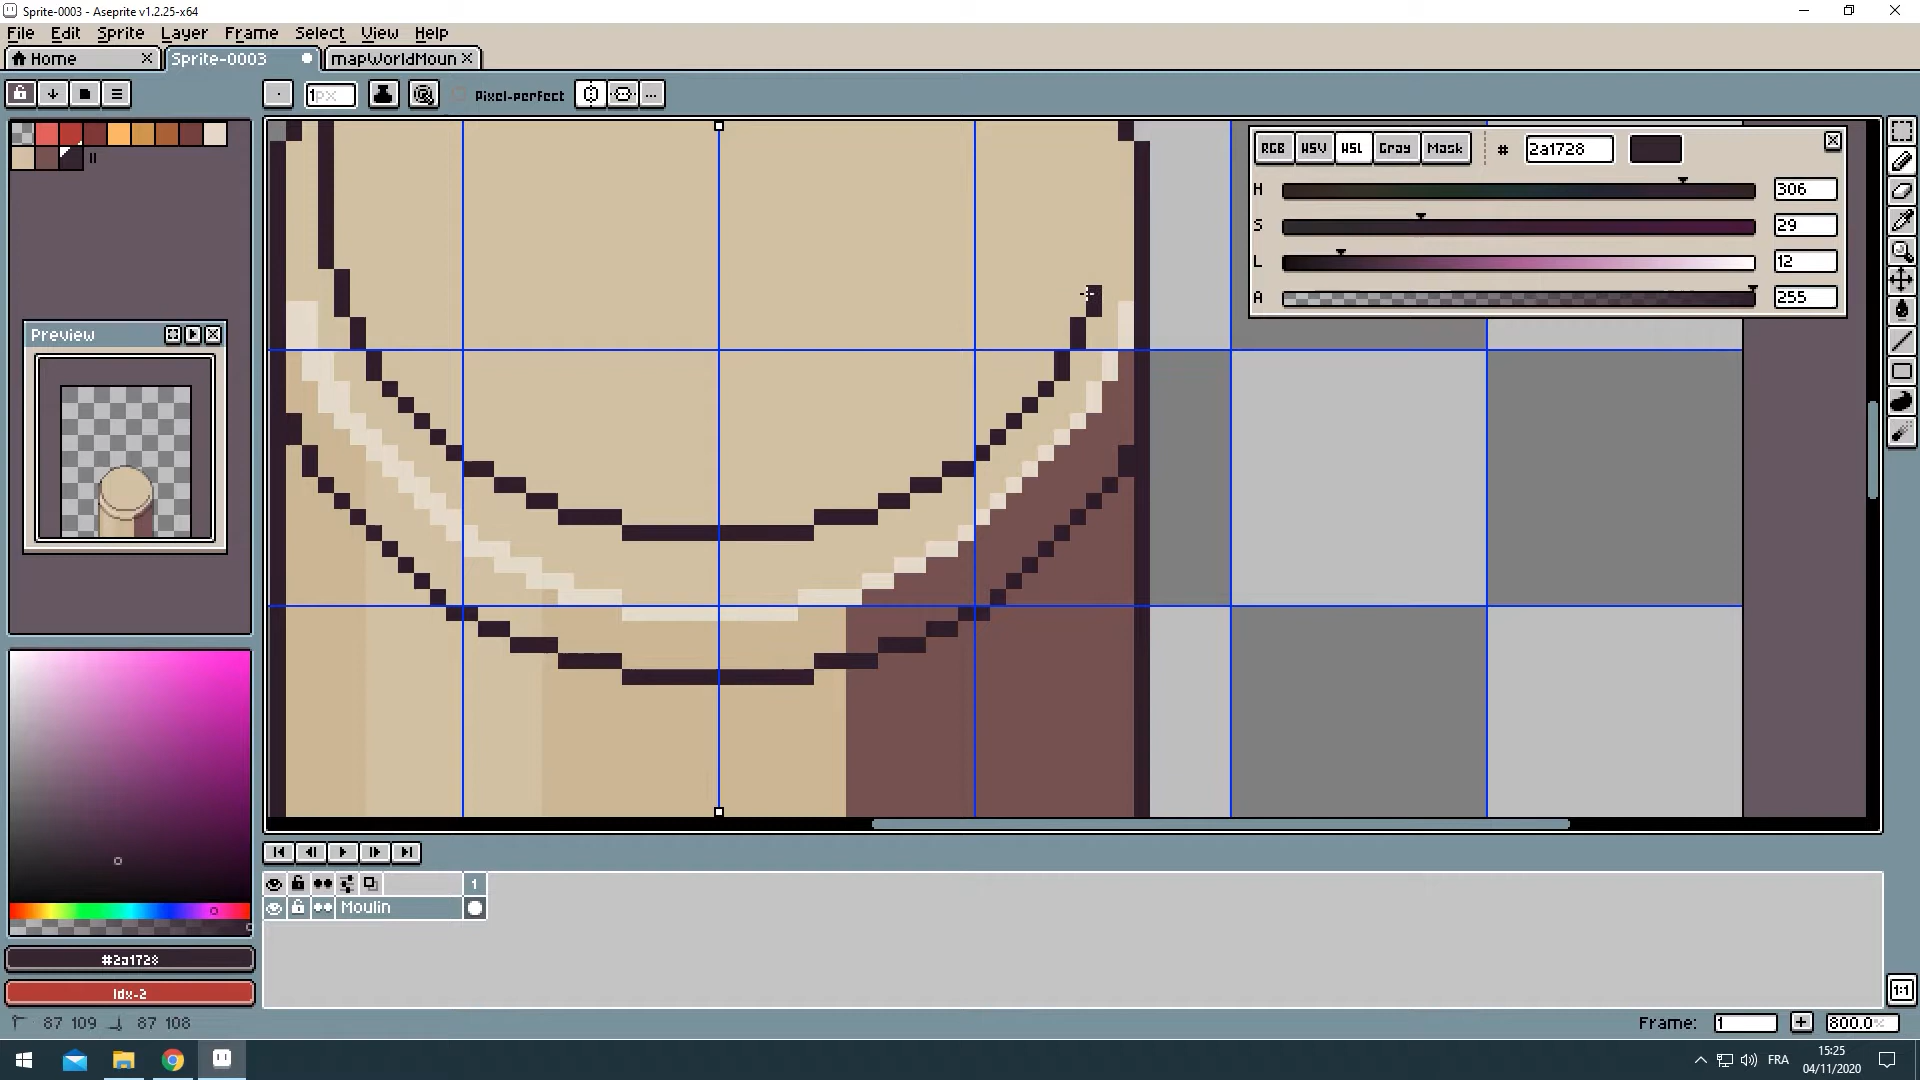 Sprite-0003 - Aseprite v1.2.25-x64
File Edit Sprite Layer Frame Select View Help
Home Sprite-0003 mapWorldMoun
1px Pixel-perfect ...
RGB HSV HSL Gray Mask # 2a1728
H 306
S 29
L 12
A 255
Preview
1
Moulin
#2a1728
Idx-2
87 109 87 108
1:1
Frame: 1 + 800.0%
FRA
15:25
04/11/2020